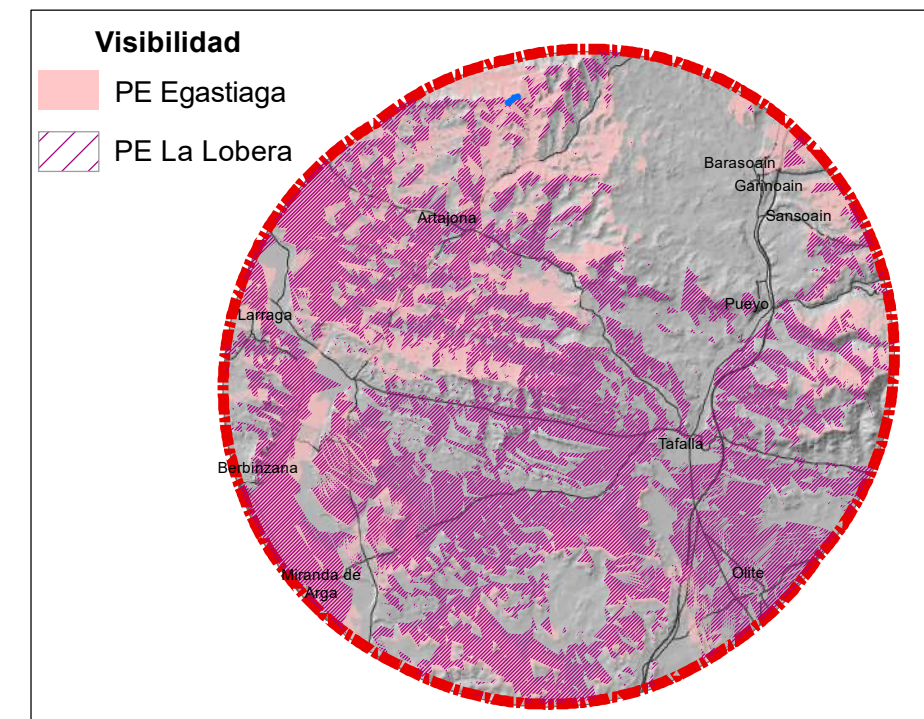 Visibilidad
PE Egastiaga
PE La Lobera
Barasoain
Garinoain
Sansoain
Artajona
Pueyo
Larraga
Tafalla
Berbinzana
Miranda de
Arga
Olite